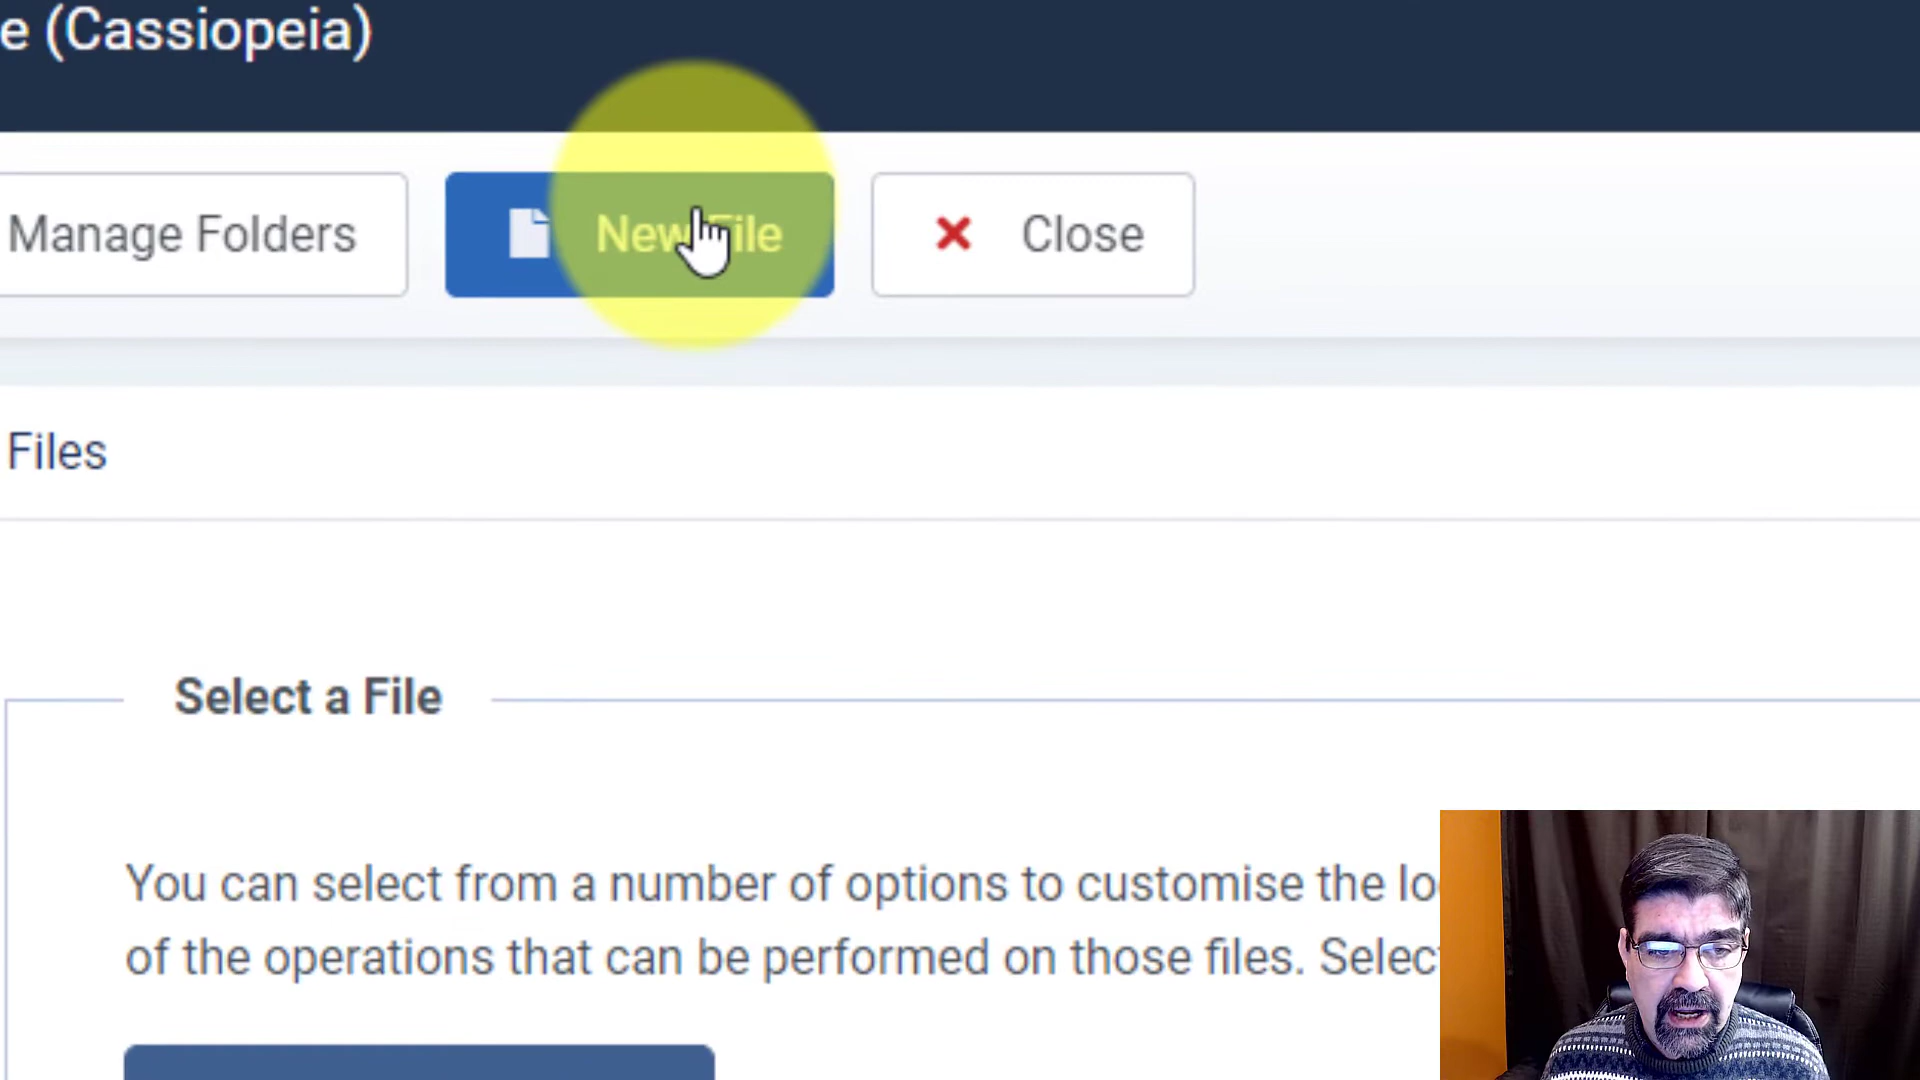 e (Cassiopeia)
Manage Folders
New File
Close
Files
Select a File
You can select from a number of options to customise the lo
of the operations that can be performed on those files. Selec